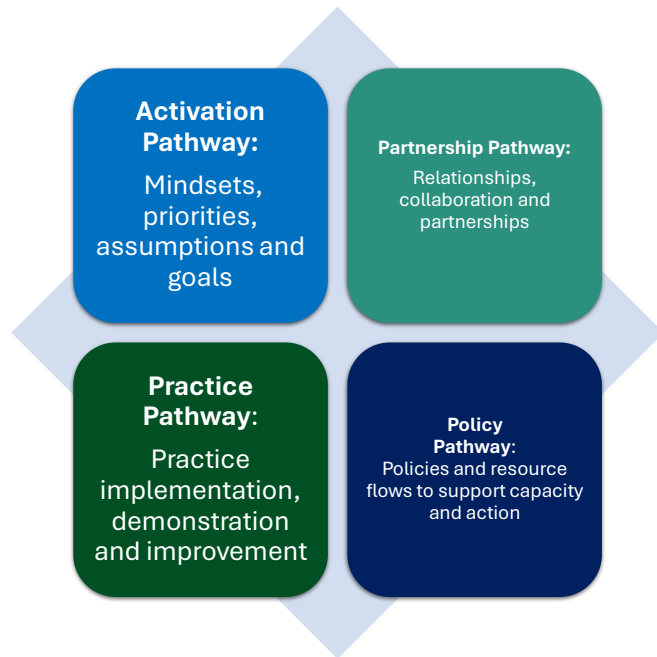 Activation
Pathway:
Mindsets,
priorities,
assumptions and
goals
Partnership Pathway:
Relationships,
collaboration and
partnerships
Practice
Pathway:
Practice
implementation,
demonstration
and improvement
Policy
Pathway:
Policies and resource
flows to support capacity
and action